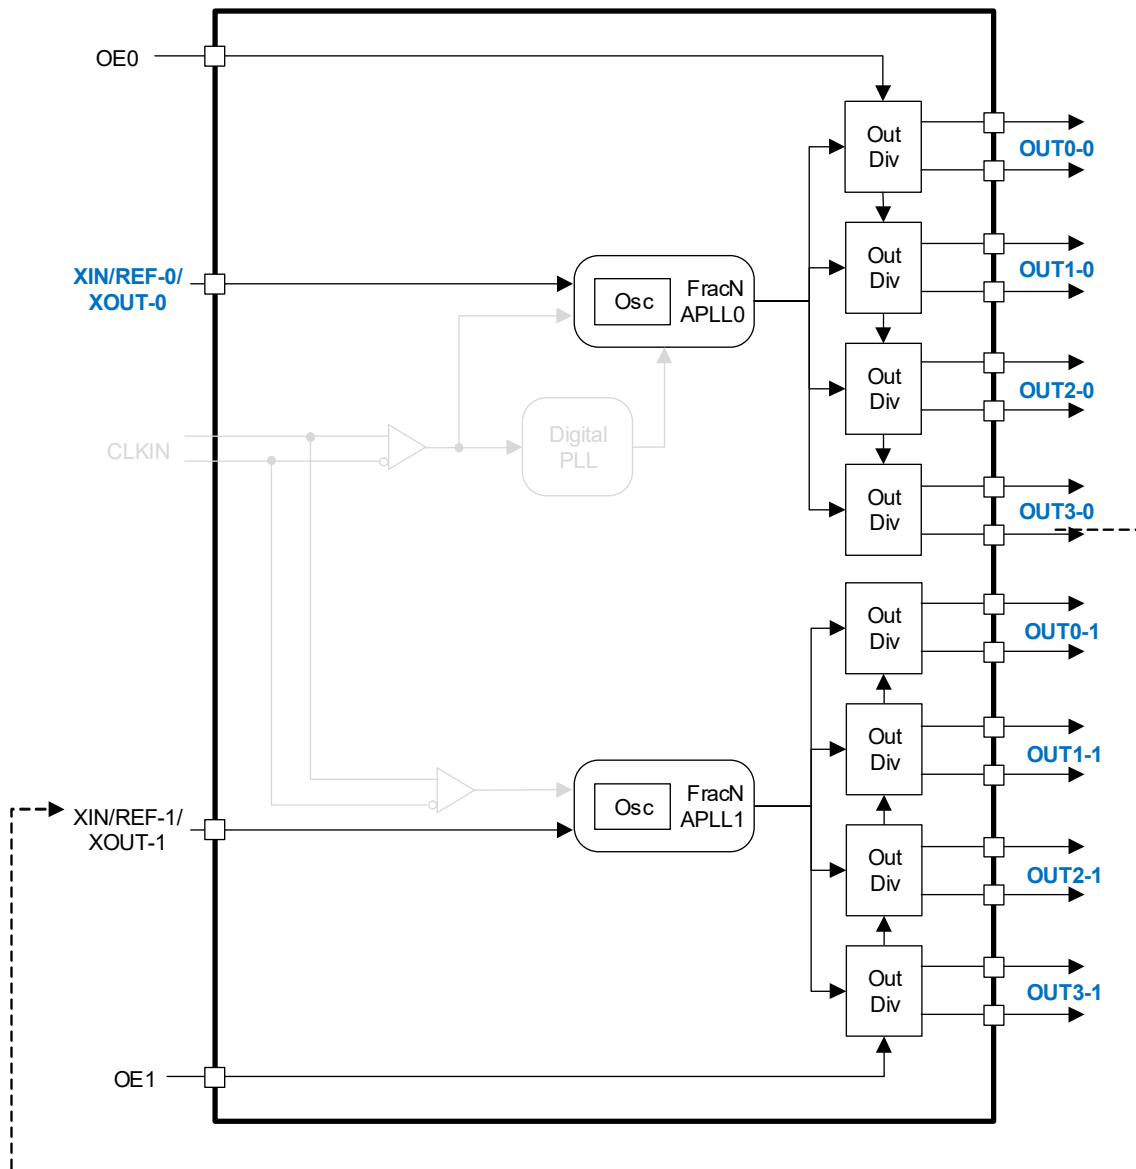 OE0
Out
Div
OUT0-0
XIN/REF-0/
XOUT-0
Osc
FracN
APLL0
Out
Div
OUT1-0
Out
Div
OUT2-0
CLKIN
Digital
PLL
Out
Div
OUT3-0
Out
Div
OUT0-1
Out
Div
OUT1-1
XIN/REF-1/
XOUT-1
Osc
FracN
APLL1
Out
Div
OUT2-1
Out
Div
OUT3-1
OE1